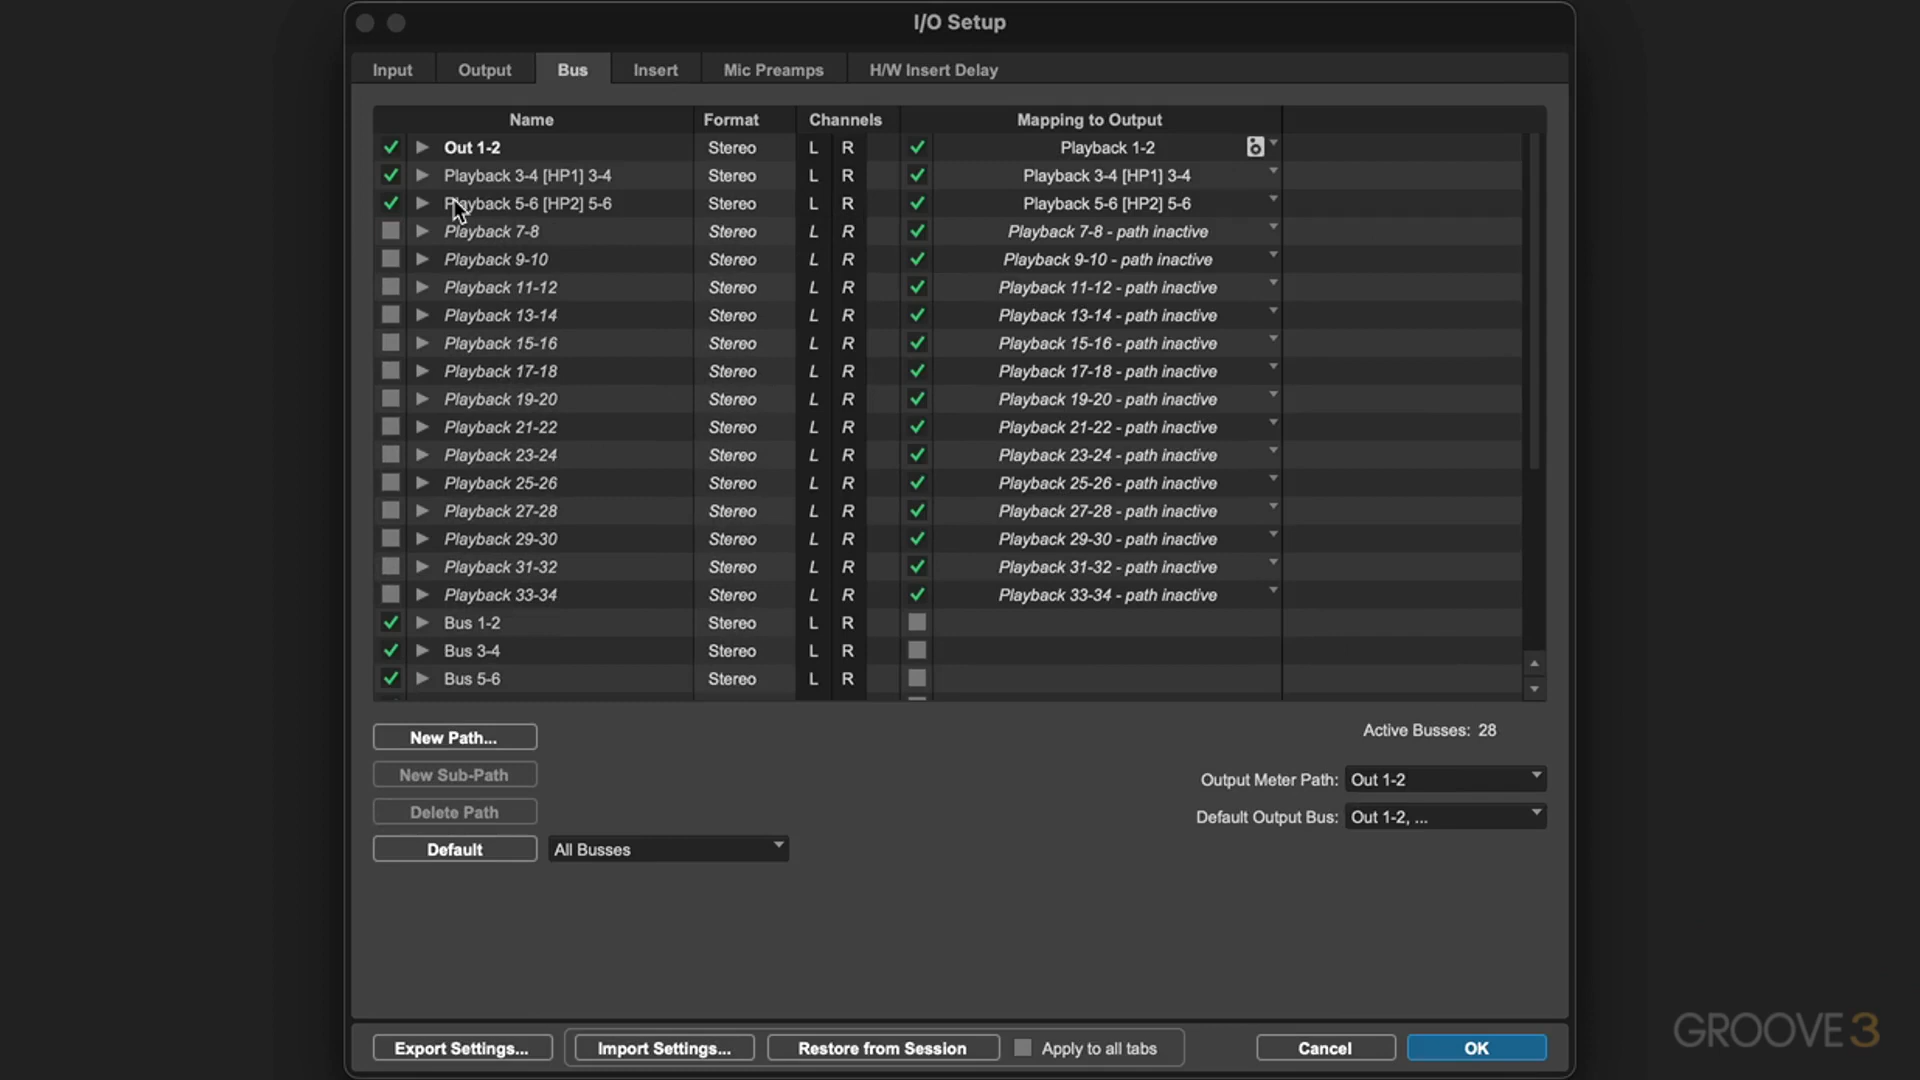 I/O Setup
Input Output Bus Insert Mic Preamps H/W Insert Delay
Name Format Channels Mapping to Output
Out 1-2 Stereo L R Playback 1-2
Playback 3-4 [HP1] 3-4 Stereo L R Playback 3-4 [HP1] 3-4
Playback 5-6 [HP2] 5-6 Stereo L R Playback 5-6 [HP2] 5-6
Playback 7-8 Stereo L R Playback 7-8 - path inactive
Playback 9-10 Stereo L R Playback 9-10 - path inactive
Playback 11-12 Stereo L R Playback 11-12 - path inactive
Playback 13-14 Stereo L R Playback 13-14 - path inactive
Playback 15-16 Stereo L R Playback 15-16 - path inactive
Playback 17-18 Stereo L R Playback 17-18 - path inactive
Playback 19-20 Stereo L R Playback 19-20 - path inactive
Playback 21-22 Stereo L R Playback 21-22 - path inactive
Playback 23-24 Stereo L R Playback 23-24 - path inactive
Playback 25-26 Stereo L R Playback 25-26 - path inactive
Playback 27-28 Stereo L R Playback 27-28 - path inactive
Playback 29-30 Stereo L R Playback 29-30 - path inactive
Playback 31-32 Stereo L R Playback 31-32 - path inactive
Playback 33-34 Stereo L R Playback 33-34 - path inactive
Bus 1-2 Stereo L R
Bus 3-4 Stereo L R
Bus 5-6 Stereo L R
New Path... Active Busses: 28
New Sub-Path Output Meter Path: Out 1-2
Delete Path Default Output Bus: Out 1-2, ...
Default All Busses
Export Settings... Import Settings... Restore from Session Apply to all tabs Cancel OK
GROOVE3